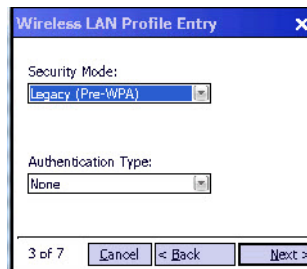 Wireless LAN Profile Entry
Security Mode:
Legacy (Pre-WPA)
Authentication Type:
None
3 of 7 Cancel < Back Next >